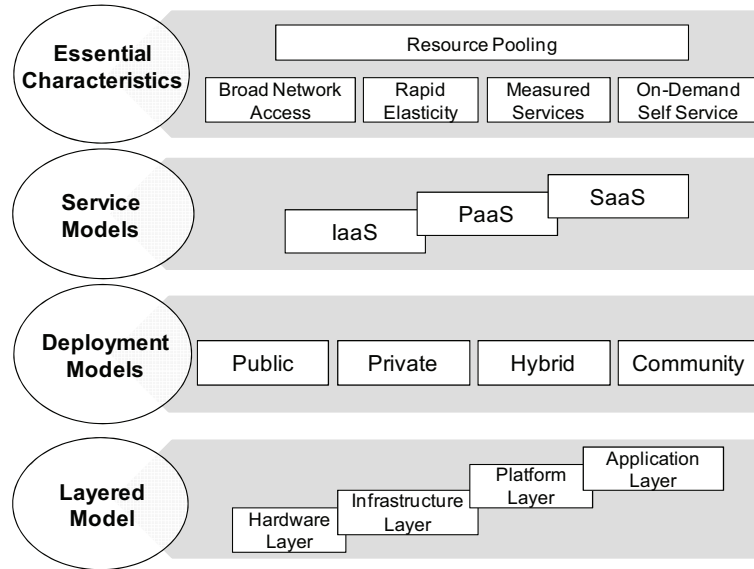 Essential
Characteristics
Resource Pooling
Broad Network
Access
Rapid
Elasticity
Measured
Services
On-Demand
Self Service
Service
Models
IaaS
PaaS
SaaS
Deployment
Models
Public
Private
Hybrid
Community
Layered
Model
Hardware
Layer
Infrastructure
Layer
Platform
Layer
Application
Layer